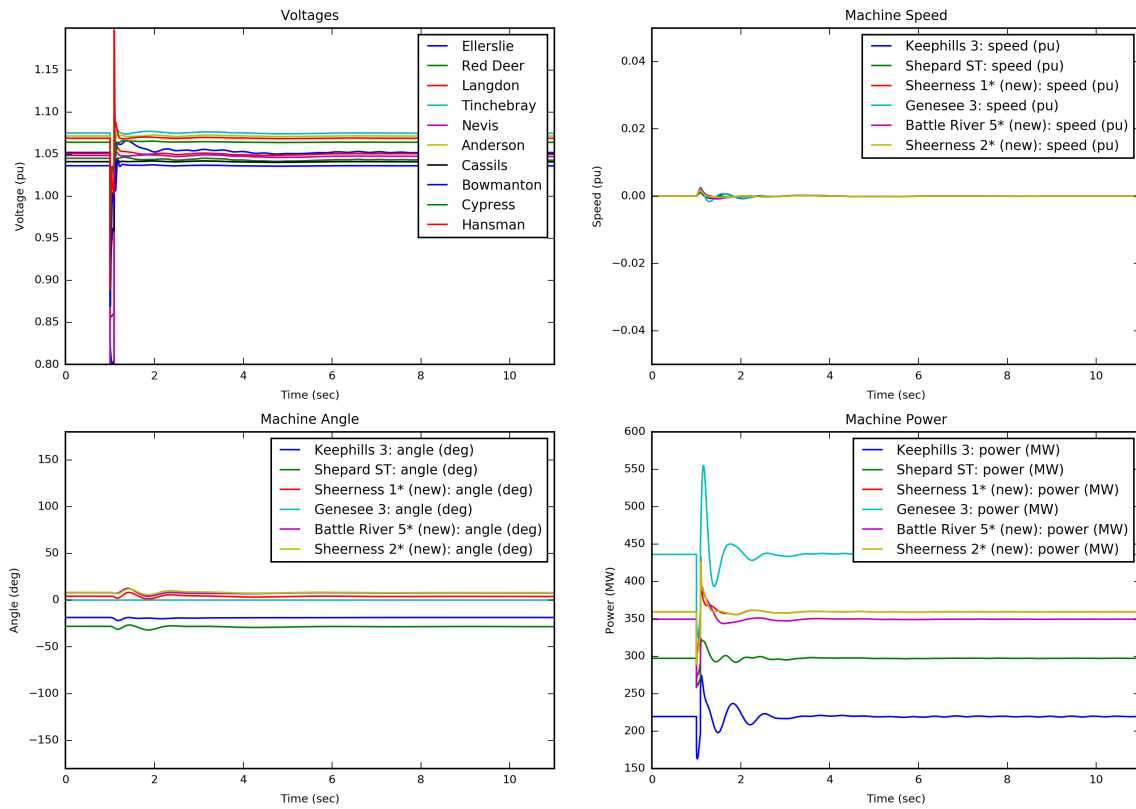 Voltages
1.15
1.10
1.05
1.00
0.95
0.90
0.85
0.80
Voltage (pu)
0 2 4 6 8 10
Time (sec)
Ellerslie
Red Deer
Langdon
Tinchebray
Nevis
Anderson
Cassils
Bowmanton
Cypress
Hansman
Machine Speed
0.04
0.02
0.00
−0.02
−0.04
Speed (pu)
0 2 4 6 8 10
Time (sec)
Keephills 3: speed (pu)
Shepard ST: speed (pu)
Sheerness 1* (new): speed (pu)
Genesee 3: speed (pu)
Battle River 5* (new): speed (pu)
Sheerness 2* (new): speed (pu)
Machine Angle
150
100
50
0
−50
−100
−150
Angle (deg)
0 2 4 6 8 10
Time (sec)
Keephills 3: angle (deg)
Shepard ST: angle (deg)
Sheerness 1* (new): angle (deg)
Genesee 3: angle (deg)
Battle River 5* (new): angle (deg)
Sheerness 2* (new): angle (deg)
Machine Power
600
550
500
450
400
350
300
250
200
150
Power (MW)
0 2 4 6 8 10
Time (sec)
Keephills 3: power (MW)
Shepard ST: power (MW)
Sheerness 1* (new): power (MW)
Genesee 3: power (MW)
Battle River 5* (new): power (MW)
Sheerness 2* (new): power (MW)